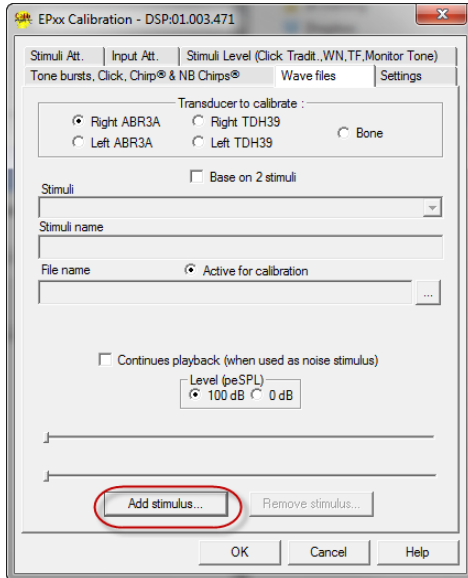 EPxx Calibration - DSP:01.003.471
Stimuli Att. Input Att. Stimuli Level (Click Tradit.,WN,TF,Monitor Tone)
Tone bursts, Click, Chirp® & NB Chirps® Wave files Settings
Transducer to calibrate :
Right ABR3A Right TDH39 Bone
Left ABR3A Left TDH39
Base on 2 stimuli
Stimuli
Stimuli name
File name Active for calibration
...
Continues playback (when used as noise stimulus)
Level (peSPL)
100 dB 0 dB
Add stimulus... Remove stimulus...
OK Cancel Help